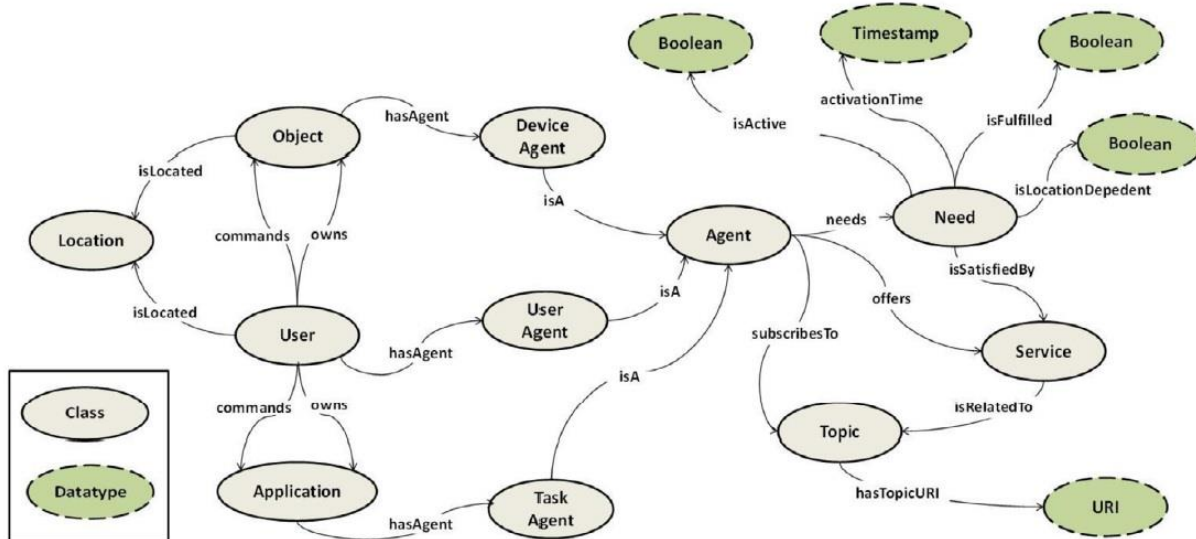 Boolean
Timestamp
Boolean
isActive
activationTime
isFulfilled
Boolean
Object
hasAgent
Device
Agent
isLocated
isLocationDepedent
isA
Location
commands
owns
Agent
needs
Need
isSatisfiedBy
isLocated
User
hasAgent
User
Agent
isA
offers
subscribesTo
Service
isA
commands
owns
isRelatedTo
Topic
Class
Application
hasAgent
Task
Agent
hasTopicURI
URI
Datatype